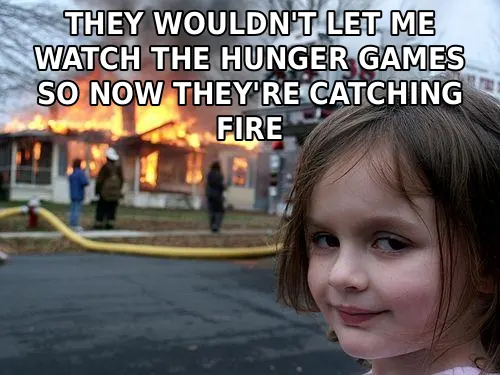 THEY WOULDN'T LET ME
WATCH THE HUNGER GAMES
SO NOW THEY'RE CATCHING
FIRE